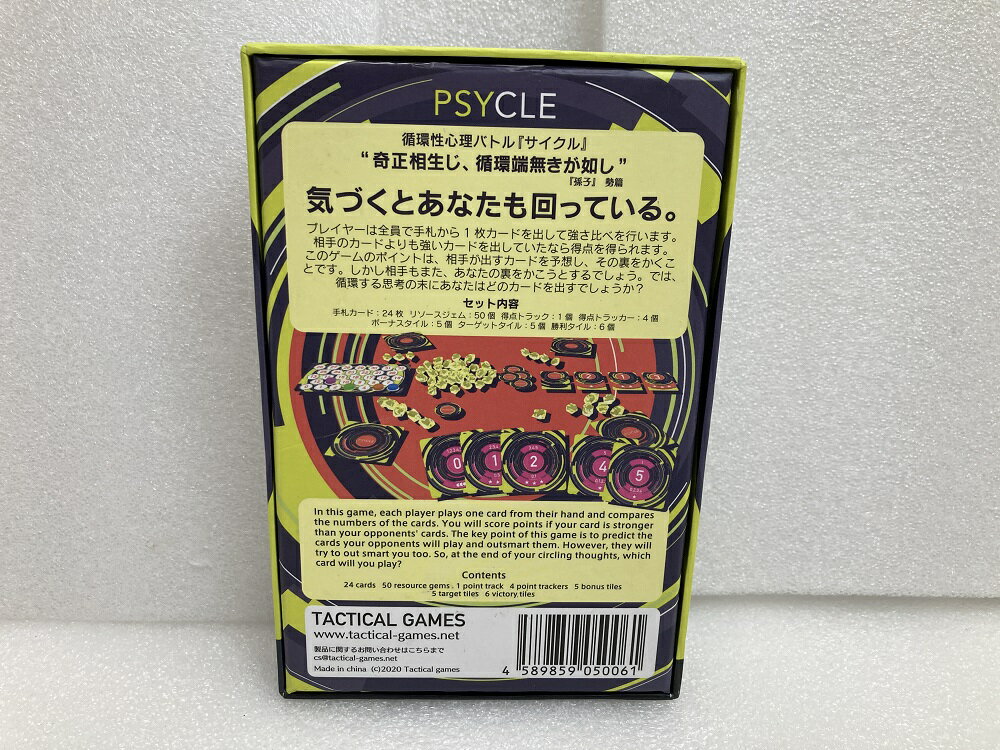 PSYCLE
循環性心理バトル『サイクル』
“奇正相生じ、循環端無きが如し”
『孫子』 勢篇
気づくとあなたも回っている。
プレイヤーは全員で手札から1枚カードを出して強さ比べを行います。
相手のカードよりも強いカードを出していたなら得点を得られます。
このゲームのポイントは、相手が出すカードを予想し、その裏をかくこ
とです。しかし相手もまた、あなたの裏をかこうとするでしょう。では、
循環する思考の末にあなたはどのカードを出すでしょうか?
セット内容
手札カード:24枚 リソースジェム:50個 得点トラック:1個 得点トラッカー:4個
ボーナスタイル:5個 ターゲットタイル:5個 勝利タイル:6個
0 1 2 4 5
In this game, each player plays one card from their hand and compares
the numbers of the cards. You will score points if your card is stronger
than your opponents' cards. The key point of this game is to predict the
cards your opponents will play and outsmart them. However, they will
try to out smart you too. So, at the end of your circling thoughts, which
card will you play?
Contents
24 cards 50 resource gems . 1 point track 4 point trackers 5 bonus tiles
5 target tiles 6 victory tiles
TACTICAL GAMES
www.tactical-games.net
製品に関するお問い合わせはこちらまで
cs@tactical-games.net
Made in china (c)2020 Tactical games
4 589859 050061